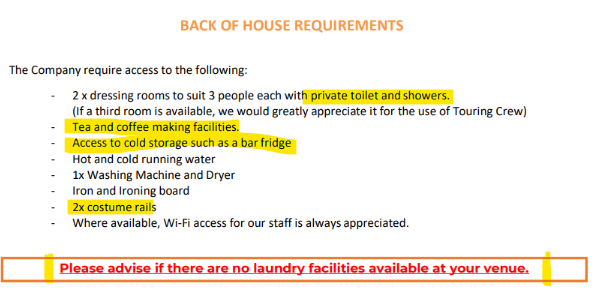 BACK OF HOUSE REQUIREMENTS
The Company require access to the following:
- 2 x dressing rooms to suit 3 people each with private toilet and showers.
(If a third room is available, we would greatly appreciate it for the use of Touring Crew)
- Tea and coffee making facilities.
- Access to cold storage such as a bar fridge
- Hot and cold running water
- 1x Washing Machine and Dryer
- Iron and Ironing board
- 2x costume rails
- Where available, Wi-Fi access for our staff is always appreciated.
Please advise if there are no laundry facilities available at your venue.